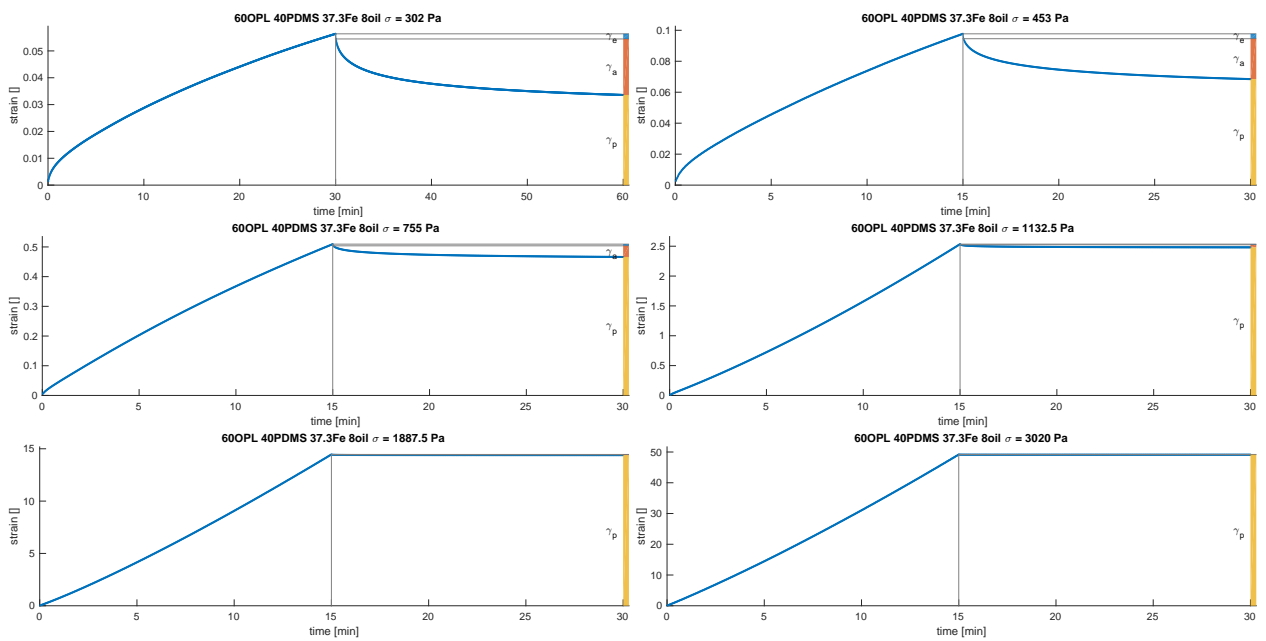 60OPL 40PDMS 37.3Fe 8oil σ = 302 Pa
strain []
0.05
0.04
0.03
0.02
0.01
0
γe
γa
γp
0 10 20 30 40 50 60
time [min]
60OPL 40PDMS 37.3Fe 8oil σ = 453 Pa
strain []
0.1
0.08
0.06
0.04
0.02
0
γe
γa
γp
0 5 10 15 20 25 30
time [min]
60OPL 40PDMS 37.3Fe 8oil σ = 755 Pa
strain []
0.5
0.4
0.3
0.2
0.1
0
γa
γp
0 5 10 15 20 25 30
time [min]
60OPL 40PDMS 37.3Fe 8oil σ = 1132.5 Pa
strain []
2.5
2
1.5
1
0.5
0
γp
0 5 10 15 20 25 30
time [min]
60OPL 40PDMS 37.3Fe 8oil σ = 1887.5 Pa
strain []
15
10
5
0
γp
0 5 10 15 20 25 30
time [min]
60OPL 40PDMS 37.3Fe 8oil σ = 3020 Pa
strain []
50
40
30
20
10
0
γp
0 5 10 15 20 25 30
time [min]